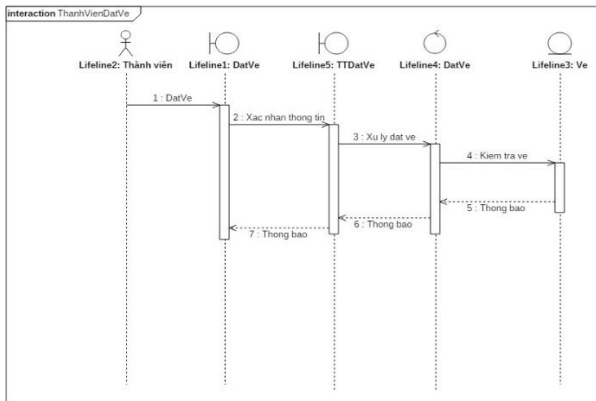 interaction ThanhVienDatVe
Lifeline2: Thành viên
Lifeline1: DatVe
Lifeline5: TTDatVe
Lifeline4: DatVe
Lifeline3: Ve
1 : DatVe
2 : Xac nhan thong tin
3 : Xu ly dat ve
4 : Kiem tra ve
5 : Thong bao
6 : Thong bao
7 : Thong bao